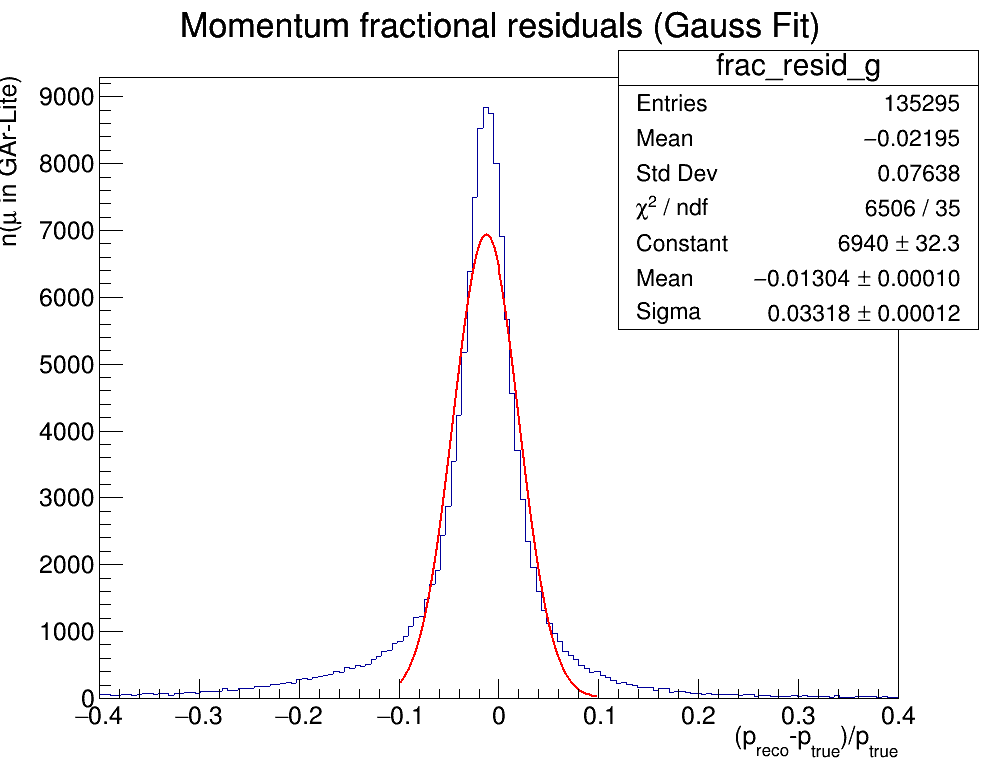 Momentum fractional residuals (Gauss Fit)
frac_resid_g
Entries 135295
Mean −0.02195
Std Dev 0.07638
χ² / ndf 6506 / 35
Constant 6940 ± 32.3
Mean −0.01304 ± 0.00010
Sigma 0.03318 ± 0.00012
n(μ in GAr-Lite)
9000
8000
7000
6000
5000
4000
3000
2000
1000
0
−0.4 −0.3 −0.2 −0.1 0 0.1 0.2 0.3 0.4
(p_reco-p_true)/p_true